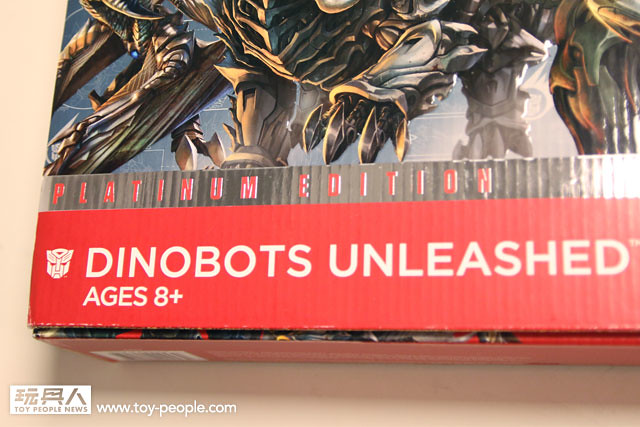 PLATINUM EDITION
DINOBOTS UNLEASHED™
AGES 8+
玩具人
TOY PEOPLE NEWS
www.toy-people.com